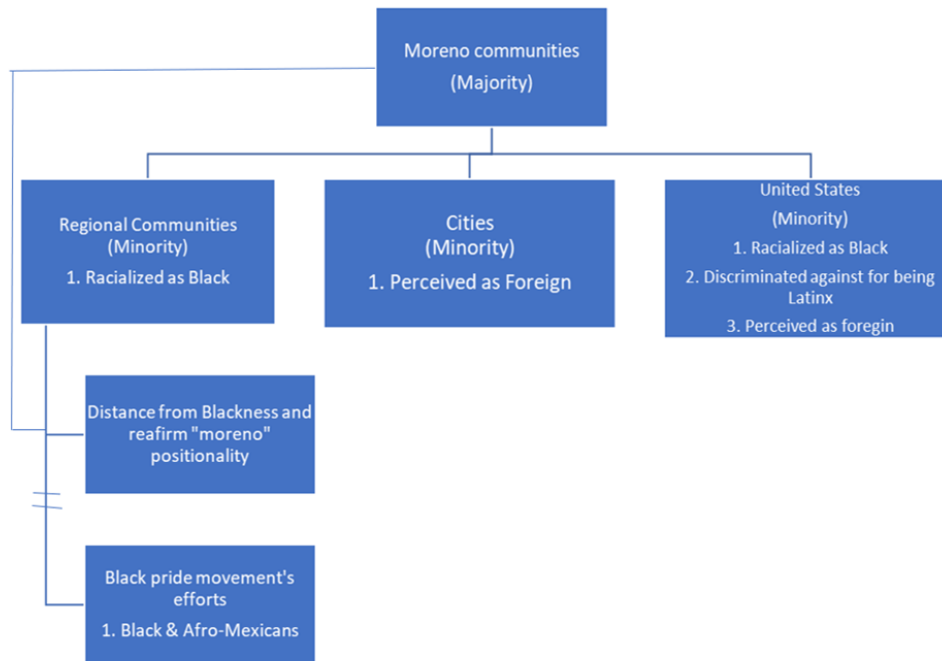 Moreno communities
(Majority)
Regional Communities
(Minority)
1. Racialized as Black
Cities
(Minority)
1. Perceived as Foreign
United States
(Minority)
1. Racialized as Black
2. Discriminated against for being
Latinx
3. Perceived as foregin
Distance from Blackness and
reafirm "moreno"
positionality
Black pride movement's
efforts
1. Black & Afro-Mexicans